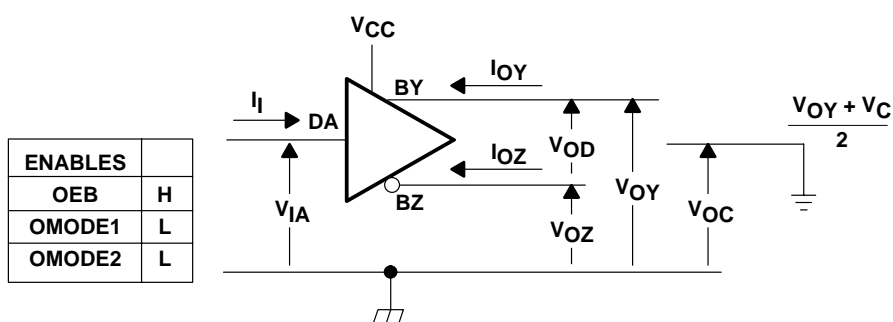 VCC
BY
IOY
II
DA
VOY + VC
2
IOZ
VOD
ENABLES
OEB H
OMODE1 L
OMODE2 L
VIA
BZ
VOZ
VOY
VOC